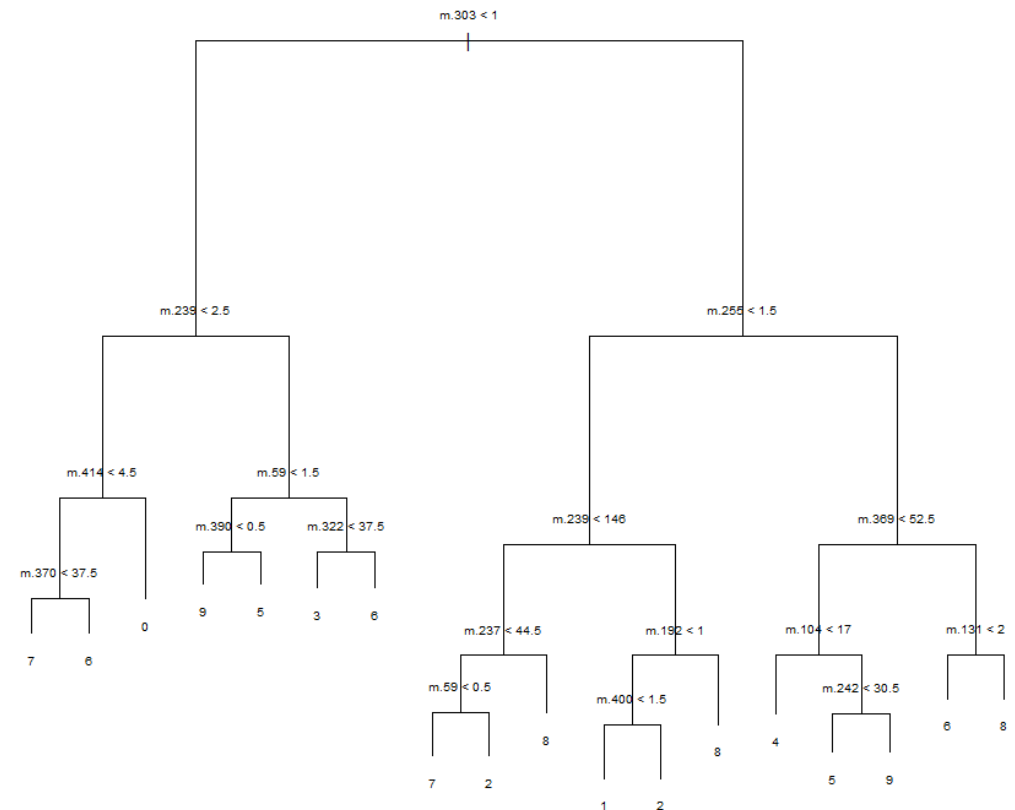 m.303 < 1
m.239 < 2.5
m.255 < 1.5
m.414 < 4.5
m.59 < 1.5
m.239 < 146
m.369 < 52.5
m.390 < 0.5
m.322 < 37.5
m.370 < 37.5
9
5
3
6
0
7
6
m.237 < 44.5
m.192 < 1
m.104 < 17
m.131 < 2
m.59 < 0.5
m.400 < 1.5
m.242 < 30.5
8
8
4
6
8
7
2
5
9
1
2